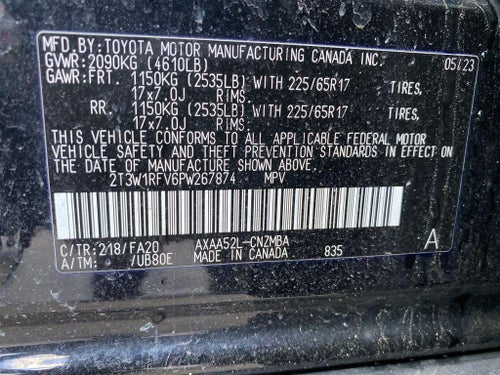 MFD.BY:TOYOTA MOTOR MANUFACTURING CANADA INC.
GVWR:2090KG (4610LB) 05/23
GAWR:FRT. 1150KG (2535LB) WITH 225/65R17 TIRES,
17x7.0J RIMS.
RR. 1150KG (2535LB) WITH 225/65R17 TIRES,
17x7.0J RIMS.
THIS VEHICLE CONFORMS TO ALL APPLICABLE FEDERAL MOTOR
VEHICLE SAFETY AND THEFT PREVENTION STANDARDS IN EFFECT
ON THE DATE OF MANUFACTURE SHOWN ABOVE.
2T3W1RFV6PW267874 MPV
C/TR:218/FA20 AXAA52L-CNZMBA A
A/TM: /UB80E MADE IN CANADA 835